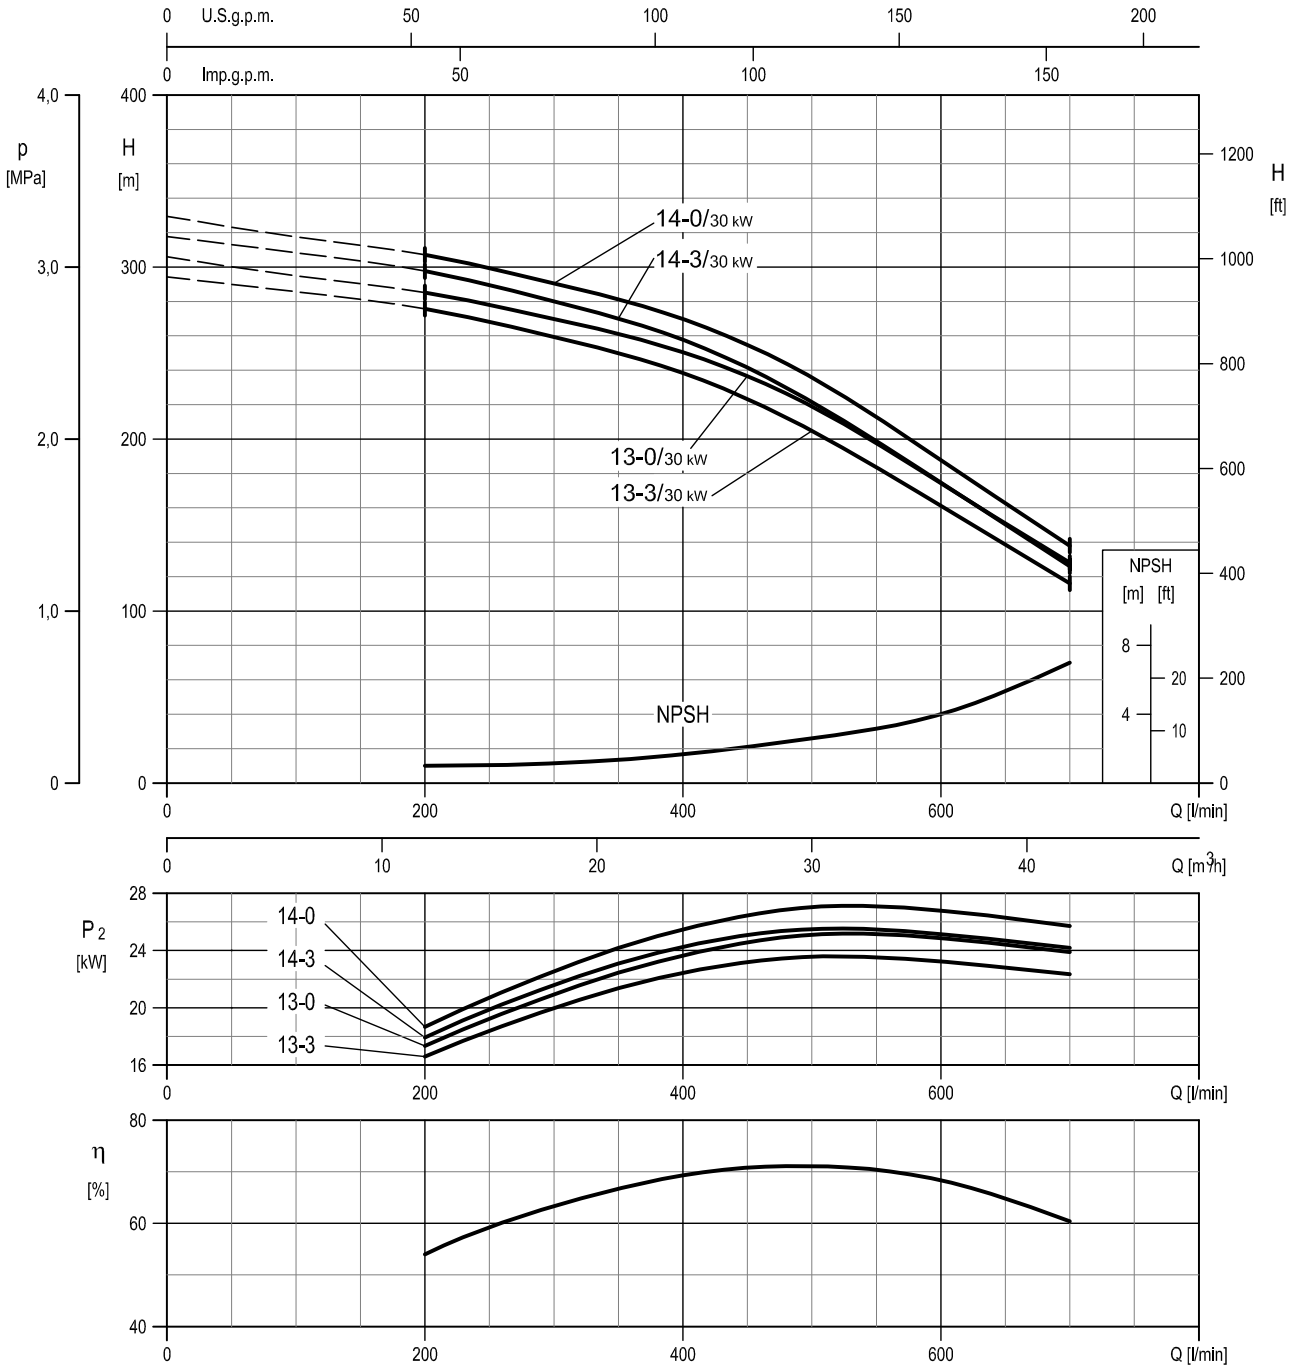 0 U.S.g.p.m. 50 100 150 200
0 Imp.g.p.m. 50 100 150
4,0 400
p H
[MPa] [m]
1200
H
[ft]
14-0/30 kW
14-3/30 kW
3,0 300 1000
800
2,0 200
13-0/30 kW
13-3/30 kW
600
NPSH
[m] [ft]
400
1,0 100
8
20 200
NPSH
4
10
0 0 0
0 200 400 600 Q [l/min]
0 10 20 30 40 Q [m³/h]
28
P2
[kW]
14-0
24
14-3
13-0
20
13-3
16
0 200 400 600 Q [l/min]
80
η
[%]
60
40
0 200 400 600 Q [l/min]